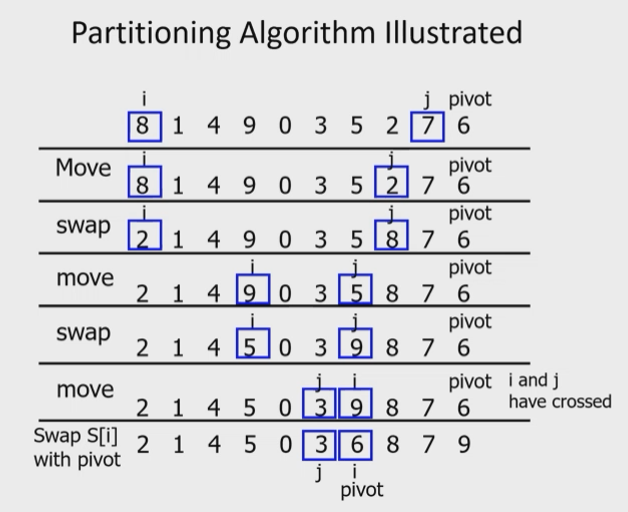 Partitioning Algorithm Illustrated
i j pivot
8 1 4 9 0 3 5 2 7 6
Move i j pivot
8 1 4 9 0 3 5 2 7 6
swap i j pivot
2 1 4 9 0 3 5 8 7 6
move i j pivot
2 1 4 9 0 3 5 8 7 6
swap i j pivot
2 1 4 5 0 3 9 8 7 6
move j i pivot i and j
2 1 4 5 0 3 9 8 7 6 have crossed
Swap S[i] 2 1 4 5 0 3 6 8 7 9
with pivot
j i
pivot